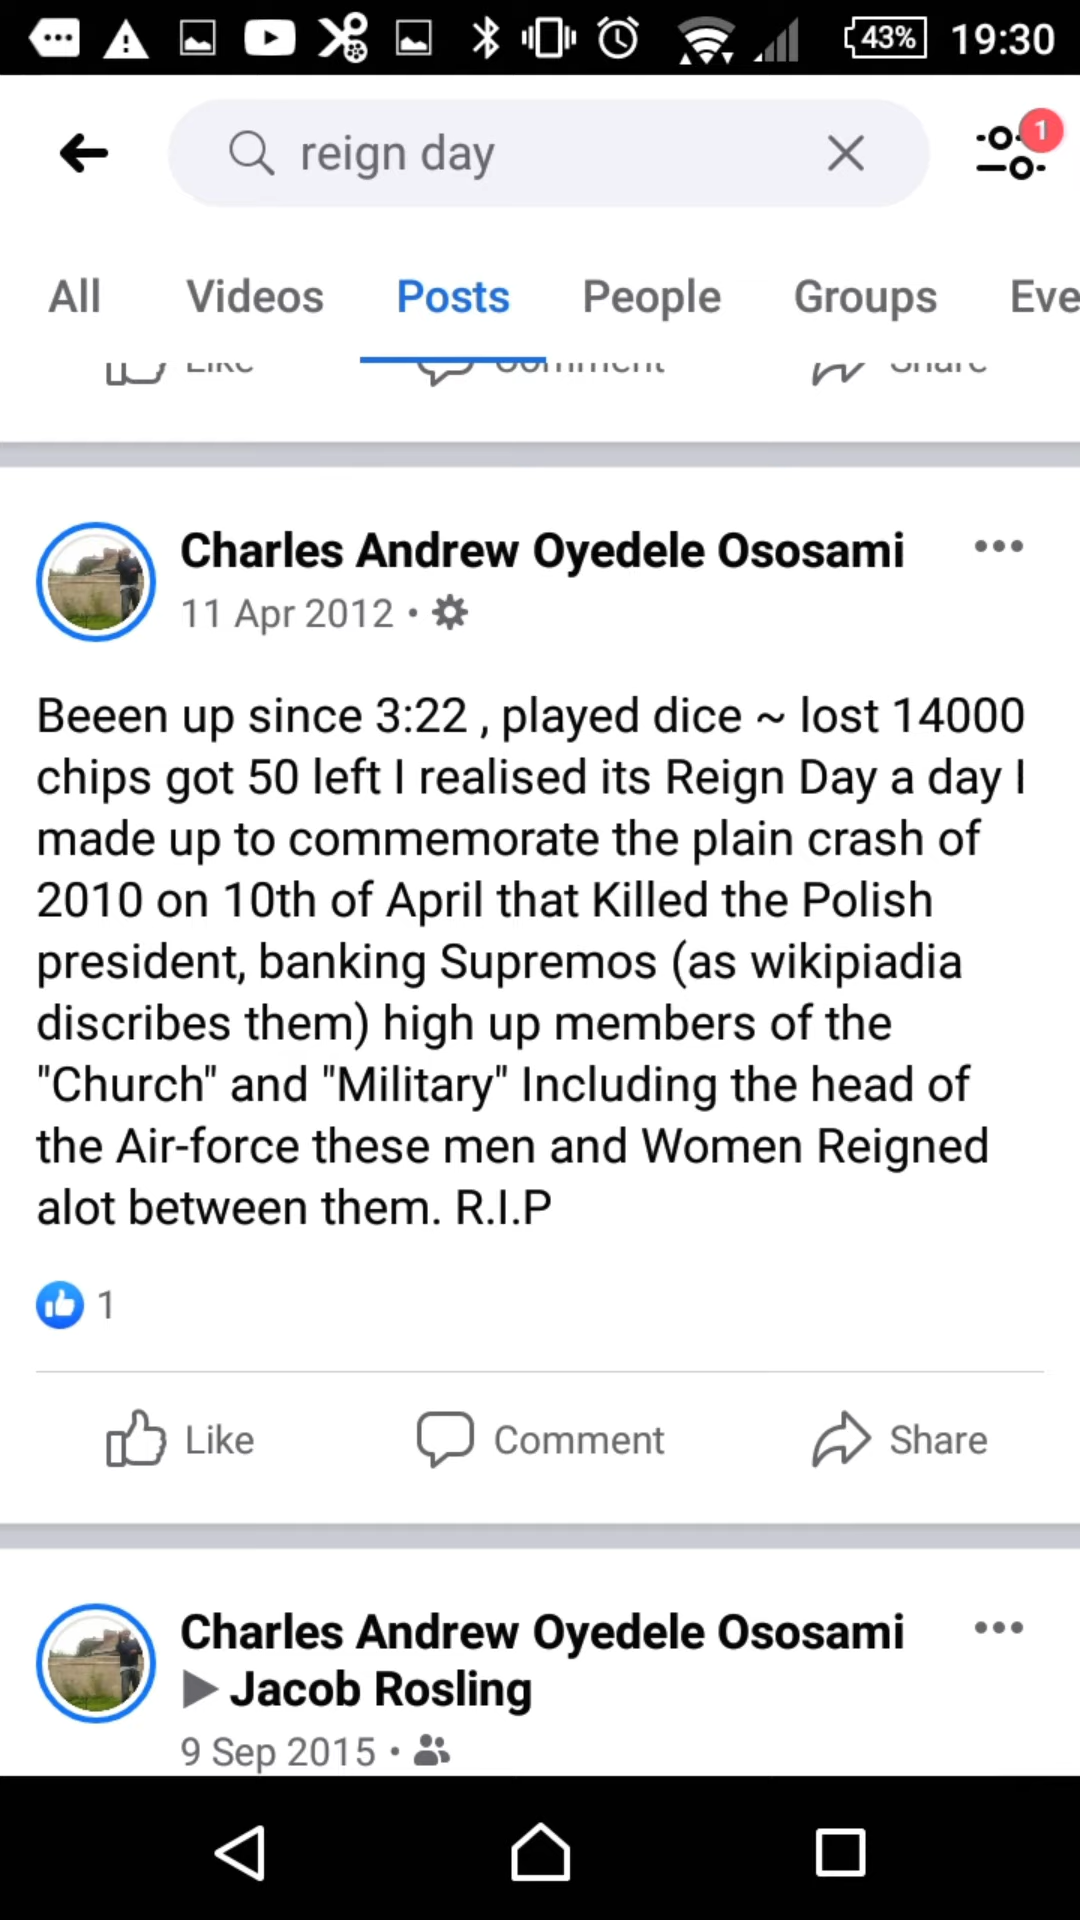 43% 19:30
reign day
1
All Videos Posts People Groups Eve
Like Comment Share
Charles Andrew Oyedele Ososami
11 Apr 2012 •
Beeen up since 3:22 , played dice ~ lost 14000
chips got 50 left I realised its Reign Day a day I
made up to commemorate the plain crash of
2010 on 10th of April that Killed the Polish
president, banking Supremos (as wikipiadia
discribes them) high up members of the
"Church" and "Military" Including the head of
the Air-force these men and Women Reigned
alot between them. R.I.P
1
Like Comment Share
Charles Andrew Oyedele Ososami
▶ Jacob Rosling
9 Sep 2015 •